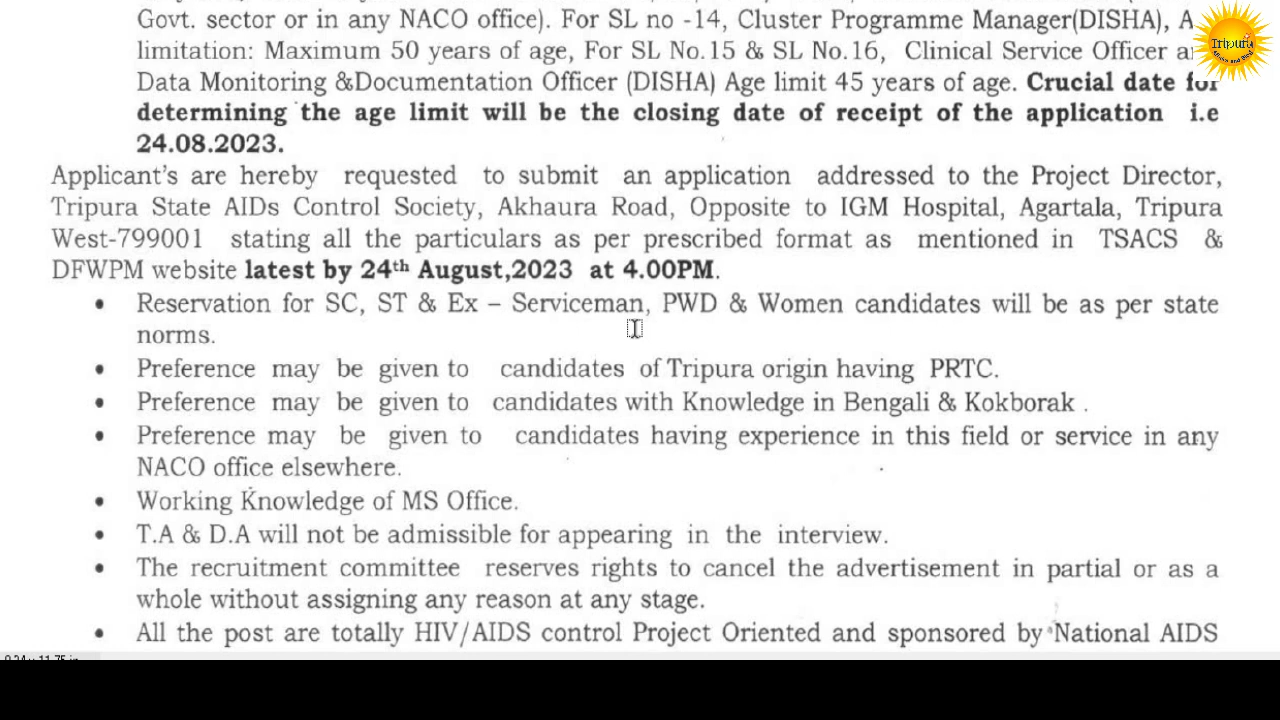 Govt. sector or in any NACO office). For SL no -14, Cluster Programme Manager(DISHA), A
limitation: Maximum 50 years of age, For SL No.15 & SL No.16, Clinical Service Officer a
Data Monitoring &Documentation Officer (DISHA) Age limit 45 years of age. Crucial date for
determining the age limit will be the closing date of receipt of the application i.e
24.08.2023.
Applicant's are hereby requested to submit an application addressed to the Project Director,
Tripura State AIDs Control Society, Akhaura Road, Opposite to IGM Hospital, Agartala, Tripura
West-799001 stating all the particulars as per prescribed format as mentioned in TSACS &
DFWPM website latest by 24th August,2023 at 4.00PM.
• Reservation for SC, ST & Ex – Serviceman, PWD & Women candidates will be as per state
norms.
• Preference may be given to candidates of Tripura origin having PRTC.
• Preference may be given to candidates with Knowledge in Bengali & Kokborak .
• Preference may be given to candidates having experience in this field or service in any
NACO office elsewhere.
• Working Knowledge of MS Office.
• T.A & D.A will not be admissible for appearing in the interview.
• The recruitment committee reserves rights to cancel the advertisement in partial or as a
whole without assigning any reason at any stage.
• All the post are totally HIV/AIDS control Project Oriented and sponsored by National AIDS
Tripura